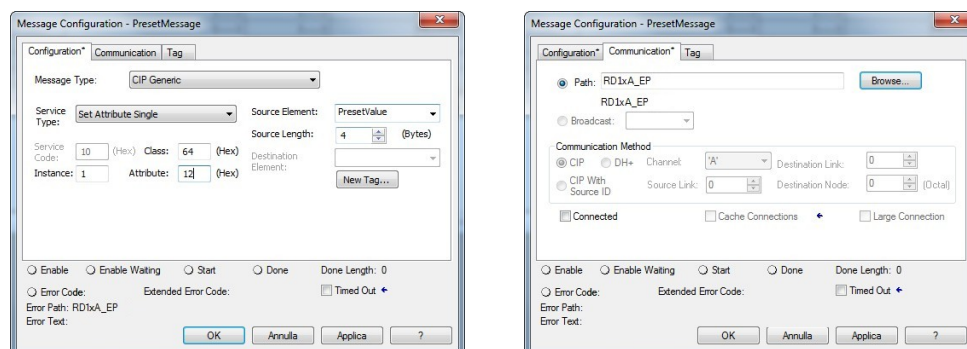 Message Configuration - PresetMessage
Configuration* Communication Tag
Message Type: CIP Generic
Service Type: Set Attribute Single
Source Element: PresetValue
Source Length: 4 (Bytes)
Service Code: 10 (Hex) Class: 64 (Hex)
Destination Element:
Instance: 1 Attribute: 12 (Hex)
New Tag...
Enable Enable Waiting Start Done Done Length: 0
Error Code: Extended Error Code: Timed Out
Error Path: RD1xA_EP
Error Text:
OK Annulla Applica ?
Message Configuration - PresetMessage
Configuration* Communication* Tag
Path: RD1xA_EP Browse...
RD1xA_EP
Broadcast:
Communication Method
CIP DH+ Channel: 'A' Destination Link: 0
CIP With Source ID Source Link: 0 Destination Node: 0 (Octal)
Connected Cache Connections Large Connection
Enable Enable Waiting Start Done Done Length: 0
Error Code: Extended Error Code: Timed Out
Error Path:
Error Text:
OK Annulla Applica ?